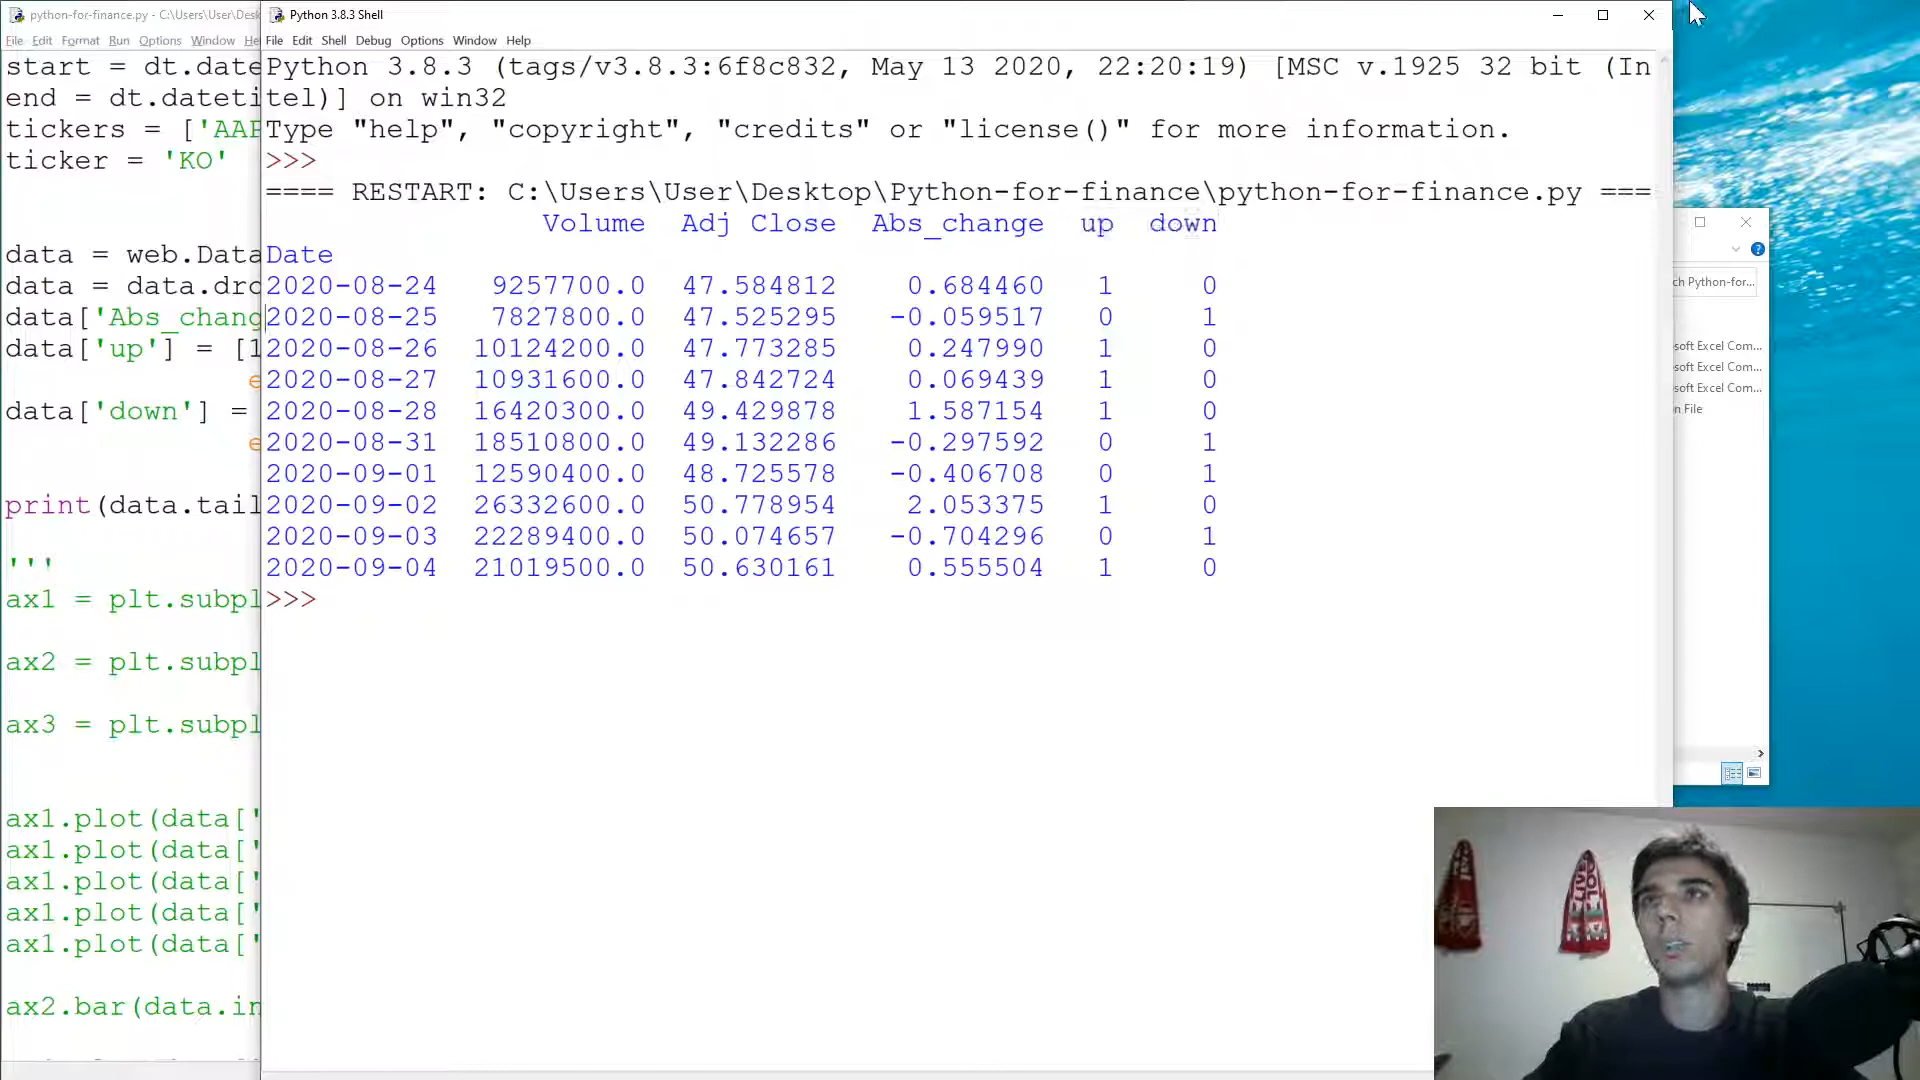 python-for-finance.py - C:\Users\User\Desk
File Edit Format Run Options Window He
start = dt.date
end = dt.dateti
tickers = ['AAP
ticker = 'KO'
data = web.Data
data = data.dro
data['Abs_chang
data['up'] = [1
e
data['down'] =
e
print(data.tail
'''
ax1 = plt.subpl
ax2 = plt.subpl
ax3 = plt.subpl
ax1.plot(data['
ax1.plot(data['
ax1.plot(data['
ax1.plot(data['
ax1.plot(data['
ax2.bar(data.in
Python 3.8.3 Shell
File Edit Shell Debug Options Window Help
Python 3.8.3 (tags/v3.8.3:6f8c832, May 13 2020, 22:20:19) [MSC v.1925 32 bit (In
tel)] on win32
Type "help", "copyright", "credits" or "license()" for more information.
>>>
==== RESTART: C:\Users\User\Desktop\Python-for-finance\python-for-finance.py ===
Volume Adj Close Abs_change up down
Date
2020-08-24 9257700.0 47.584812 0.684460 1 0
2020-08-25 7827800.0 47.525295 -0.059517 0 1
2020-08-26 10124200.0 47.773285 0.247990 1 0
2020-08-27 10931600.0 47.842724 0.069439 1 0
2020-08-28 16420300.0 49.429878 1.587154 1 0
2020-08-31 18510800.0 49.132286 -0.297592 0 1
2020-09-01 12590400.0 48.725578 -0.406708 0 1
2020-09-02 26332600.0 50.778954 2.053375 1 0
2020-09-03 22289400.0 50.074657 -0.704296 0 1
2020-09-04 21019500.0 50.630161 0.555504 1 0
>>>
ch Python-for...
soft Excel Com...
soft Excel Com...
soft Excel Com...
n File